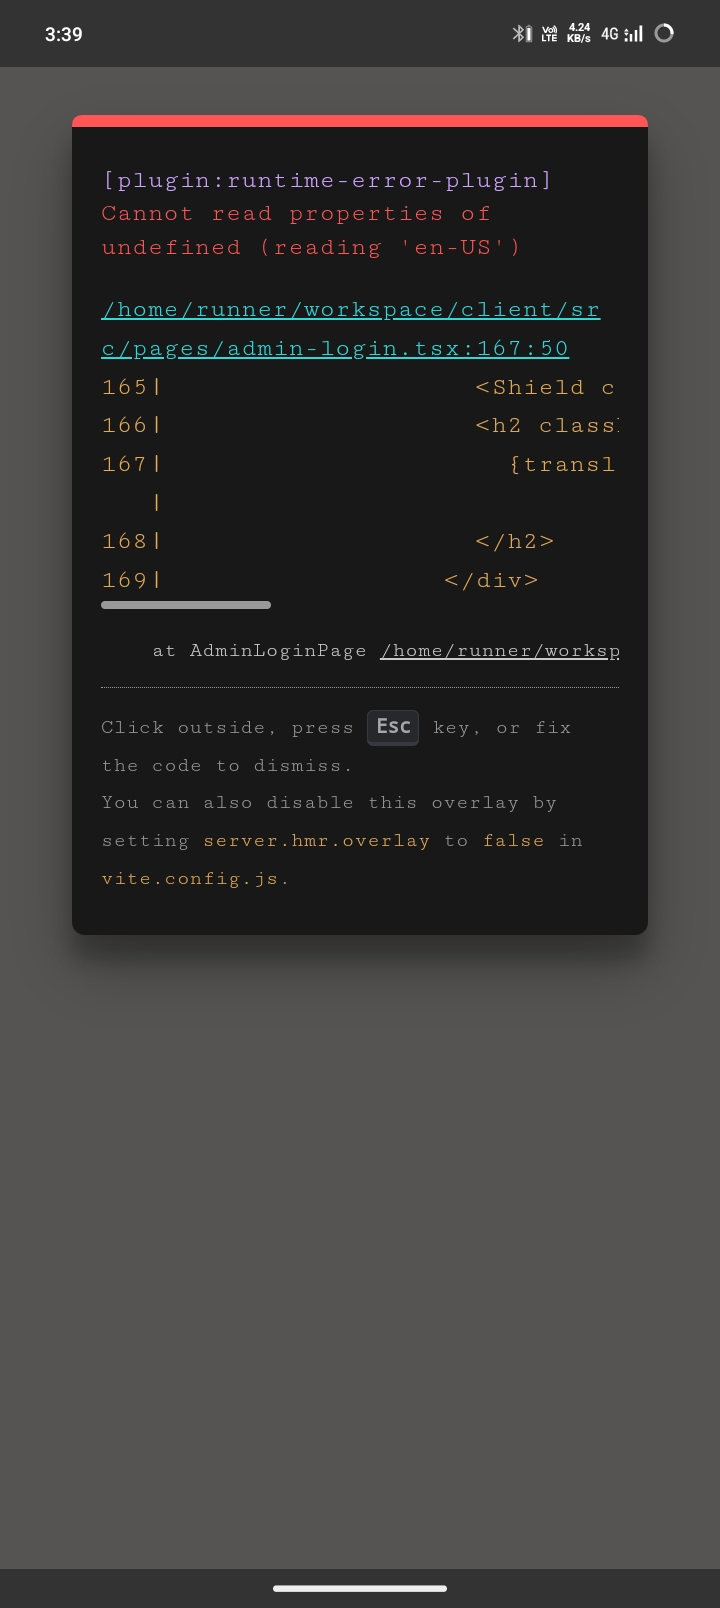 3:39
Vo)) LTE 4.24 KB/s 4G
[plugin:runtime-error-plugin]
Cannot read properties of
undefined (reading 'en-US')
/home/runner/workspace/client/sr
c/pages/admin-login.tsx:167:50
165|                    <Shield c
166|                    <h2 class
167|                      {transl
   |
168|                    </h2>
169|                  </div>
at AdminLoginPage /home/runner/worksp
Click outside, press Esc key, or fix
the code to dismiss.
You can also disable this overlay by
setting server.hmr.overlay to false in
vite.config.js.